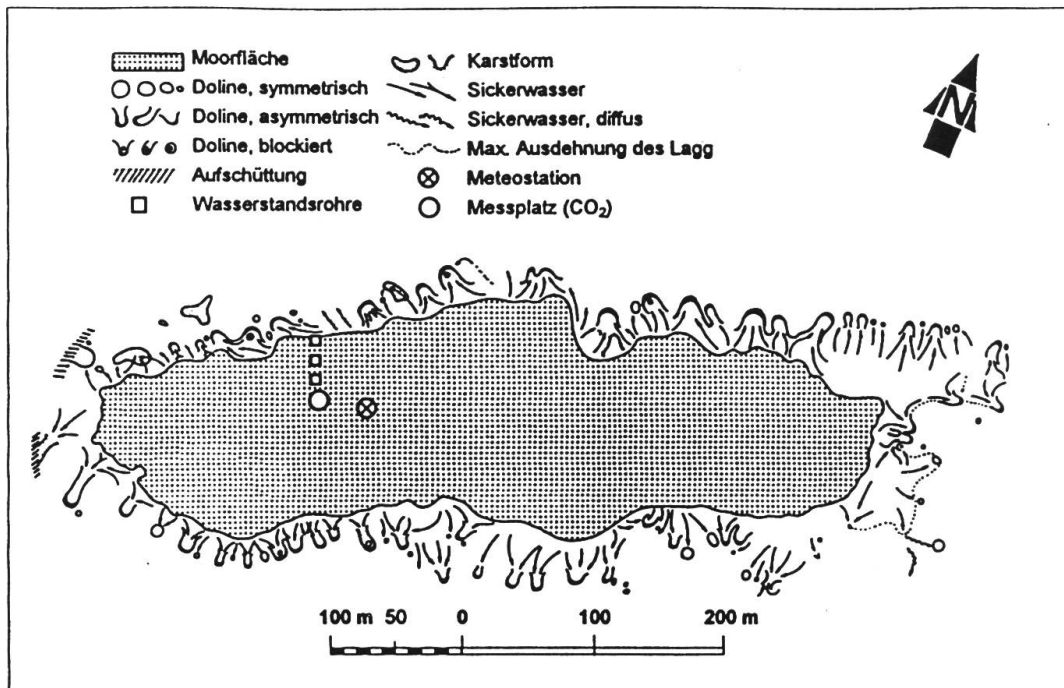 Moorfläche
Doline, symmetrisch
Doline, asymmetrisch
Doline, blockiert
Aufschüttung
Wasserstandsrohre
Karstform
Sickerwasser
Sickerwasser, diffus
Max. Ausdehnung des Lagg
Meteostation
Messplatz (CO₂)
N
100 m 50 0 100 200 m